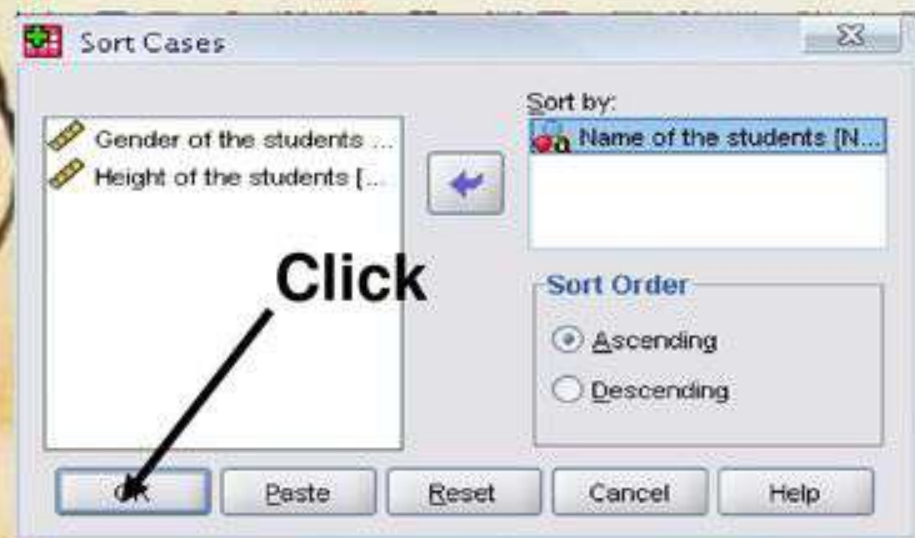 Sort Cases
Sort by:
Gender of the students ...
Height of the students [...
Name of the students [N...
Click
Sort Order
Ascending
Descending
OK
Paste
Reset
Cancel
Help